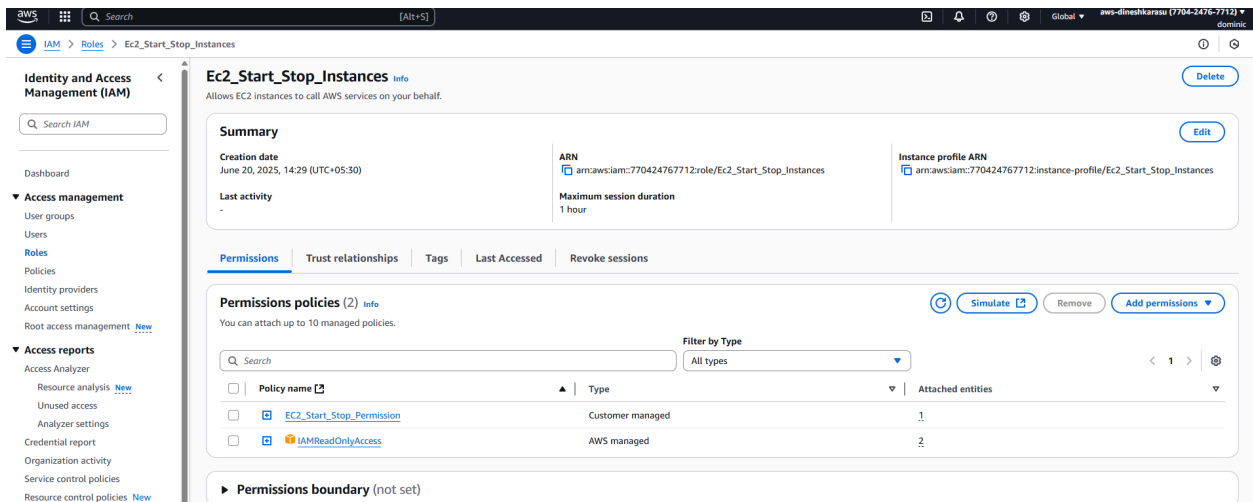 aws
Search
[Alt+S]
Global
aws-dineshkarasu (7704-2476-7712)
dominic
IAM > Roles > Ec2_Start_Stop_Instances
Identity and Access Management (IAM)
Search IAM
Dashboard
Access management
User groups
Users
Roles
Policies
Identity providers
Account settings
Root access management New
Access reports
Access Analyzer
Resource analysis New
Unused access
Analyzer settings
Credential report
Organization activity
Service control policies
Resource control policies New
Ec2_Start_Stop_Instances Info
Delete
Allows EC2 instances to call AWS services on your behalf.
Summary
Edit
Creation date
June 20, 2025, 14:29 (UTC+05:30)
Last activity
-
ARN
arn:aws:iam::770424767712:role/Ec2_Start_Stop_Instances
Maximum session duration
1 hour
Instance profile ARN
arn:aws:iam::770424767712:instance-profile/Ec2_Start_Stop_Instances
Permissions
Trust relationships
Tags
Last Accessed
Revoke sessions
Permissions policies (2) Info
Simulate
Remove
Add permissions
You can attach up to 10 managed policies.
Filter by Type
Search
All types
1
Policy name
Type
Attached entities
EC2_Start_Stop_Permission
Customer managed
1
IAMReadOnlyAccess
AWS managed
2
Permissions boundary (not set)